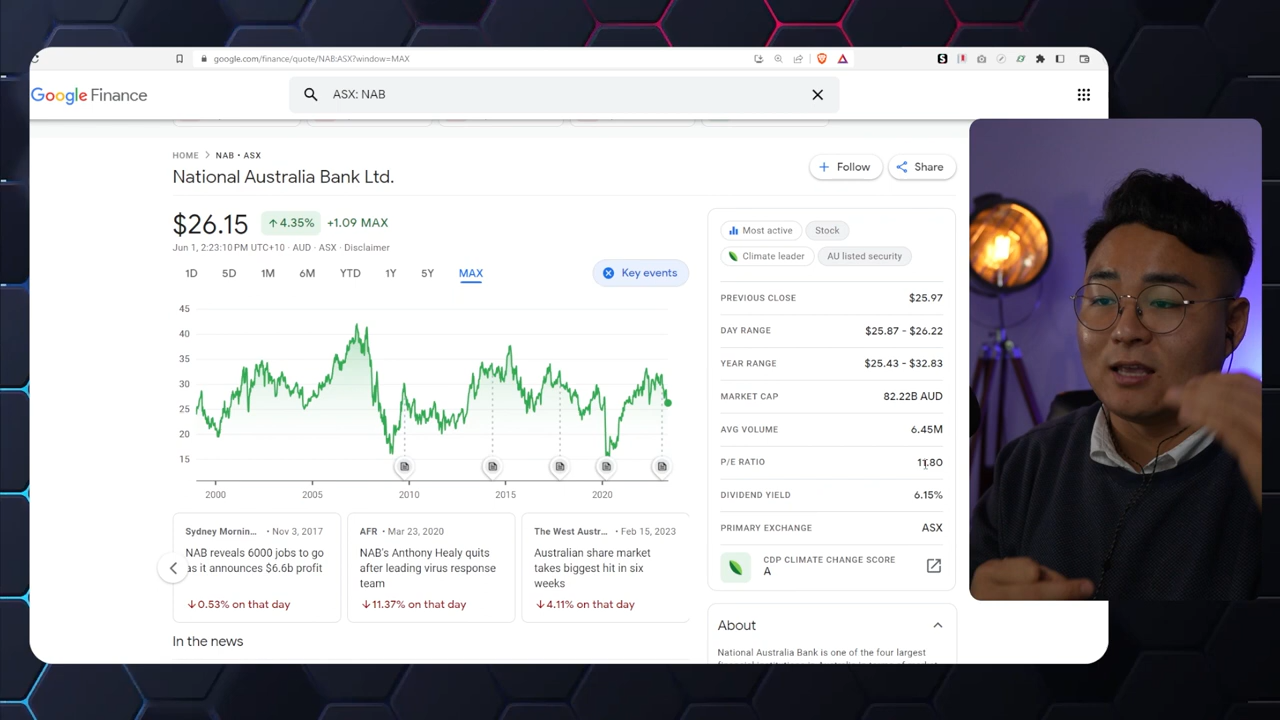 google.com/finance/quote/NAB:ASX?window=MAX
Google Finance
ASX: NAB
HOME > NAB • ASX
National Australia Bank Ltd.
Follow
Share
$26.15
↑4.35%
+1.09 MAX
Jun 1, 2:23:10 PM UTC+10 · AUD · ASX · Disclaimer
1D
5D
1M
6M
YTD
1Y
5Y
MAX
Key events
45
40
35
30
25
20
15
2000
2005
2010
2015
2020
Sydney Mornin... • Nov 3, 2017
NAB reveals 6000 jobs to go
as it announces $6.6b profit
↓0.53% on that day
AFR • Mar 23, 2020
NAB's Anthony Healy quits
after leading virus response
team
↓11.37% on that day
The West Austr... • Feb 15, 2023
Australian share market
takes biggest hit in six
weeks
↓4.11% on that day
In the news
Most active
Stock
Climate leader
AU listed security
PREVIOUS CLOSE $25.97
DAY RANGE $25.87 - $26.22
YEAR RANGE $25.43 - $32.83
MARKET CAP 82.22B AUD
AVG VOLUME 6.45M
P/E RATIO 11.80
DIVIDEND YIELD 6.15%
PRIMARY EXCHANGE ASX
CDP CLIMATE CHANGE SCORE
A
About
National Australia Bank is one of the four largest